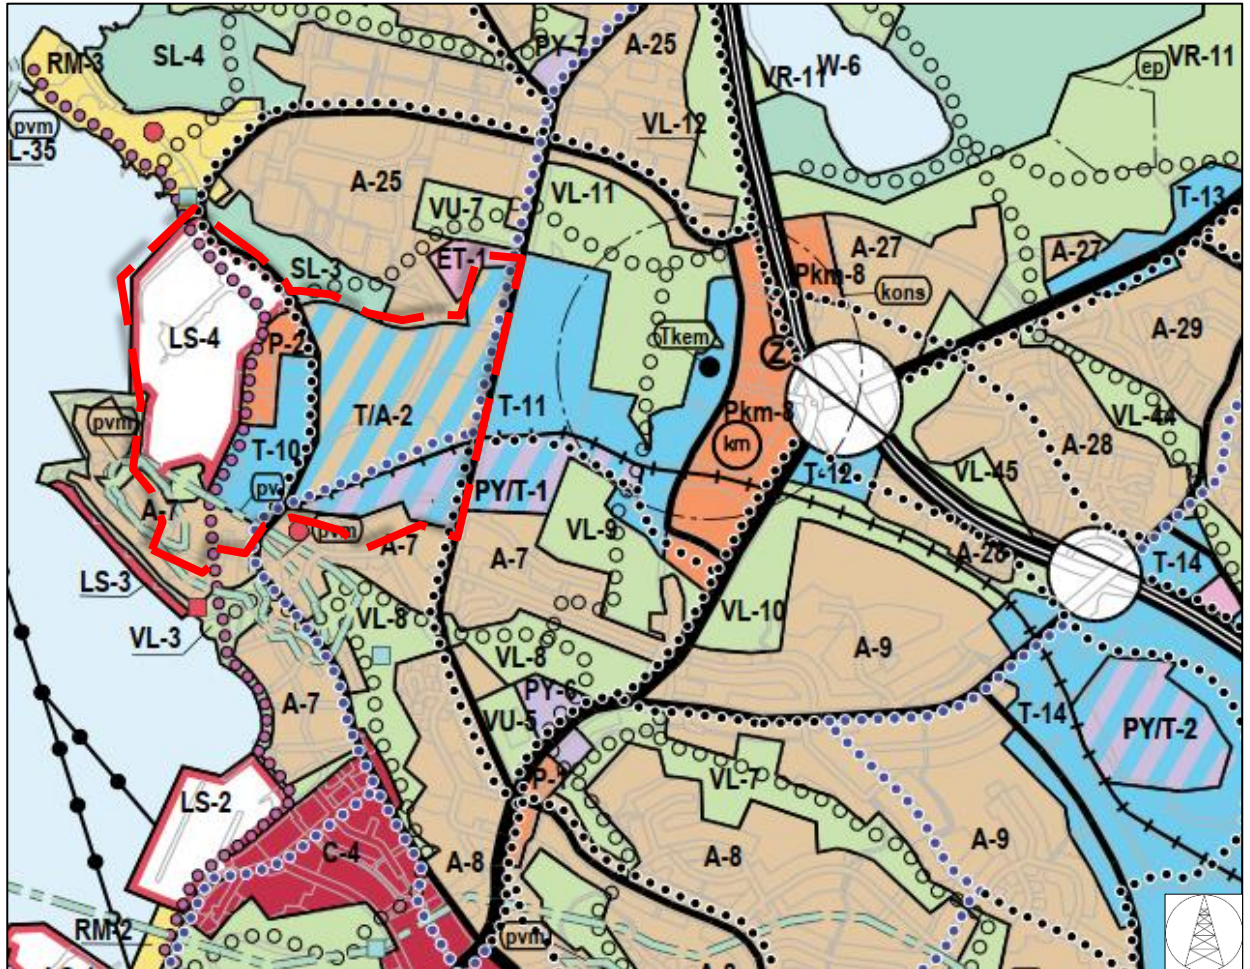 PY-7
A-25
VR-11
W-6
ep
VR-11
RM-3
SL-4
pvm
L-35
VL-12
A-25
VL-11
VU-7
T-13
ET-1
SL-3
A-27
A-27
Pkm-8
kons
LS-4
P-2
Tkem
A-29
Z
T/A-2
T-11
Pkm-8
km
VL-44
pvm
T-10
A-28
pv
PY/T-1
T-12
VL-45
A-7
pvm
A-7
VL-9
A-7
A-28
T-14
LS-3
VL-3
VL-8
VL-10
VL-8
A-9
A-7
PY-6
VU-5
T-14
PY/T-2
LS-2
P-1
VL-7
C-4
A-8
A-8
A-9
RM-2
pvm